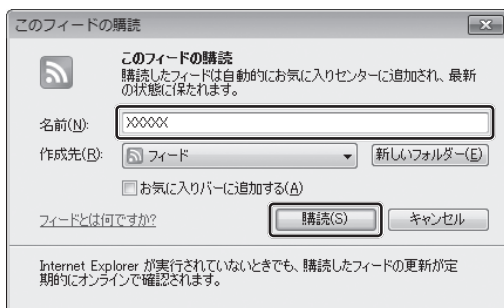 このフィードの購読
このフィードの購読
購読したフィードは自動的にお気に入りセンターに追加され、最新
の状態に保たれます。
名前(N): XXXXX
作成先(R): フィード 新しいフォルダー(E)
お気に入りバーに追加する(A)
フィードとは何ですか? 購読(S) キャンセル
Internet Explorer が実行されていないときでも、購読したフィードの更新が定
期的にオンラインで確認されます。